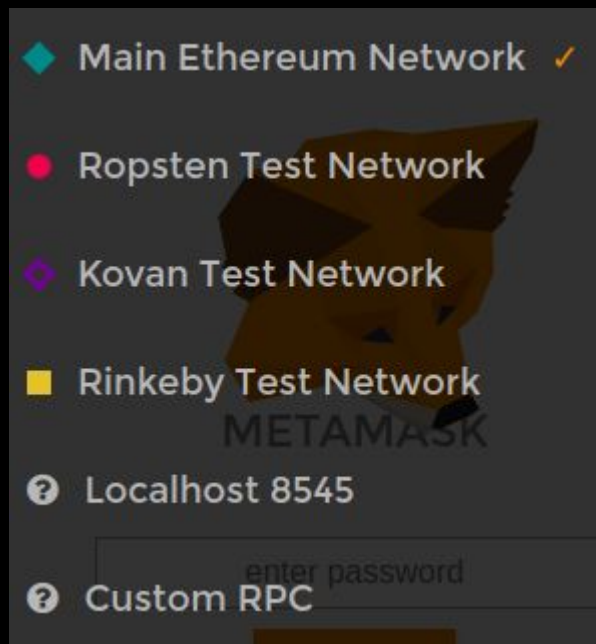 Main Ethereum Network ✓
Ropsten Test Network
Kovan Test Network
Rinkeby Test Network
METAMASK
Localhost 8545
enter password
Custom RPC